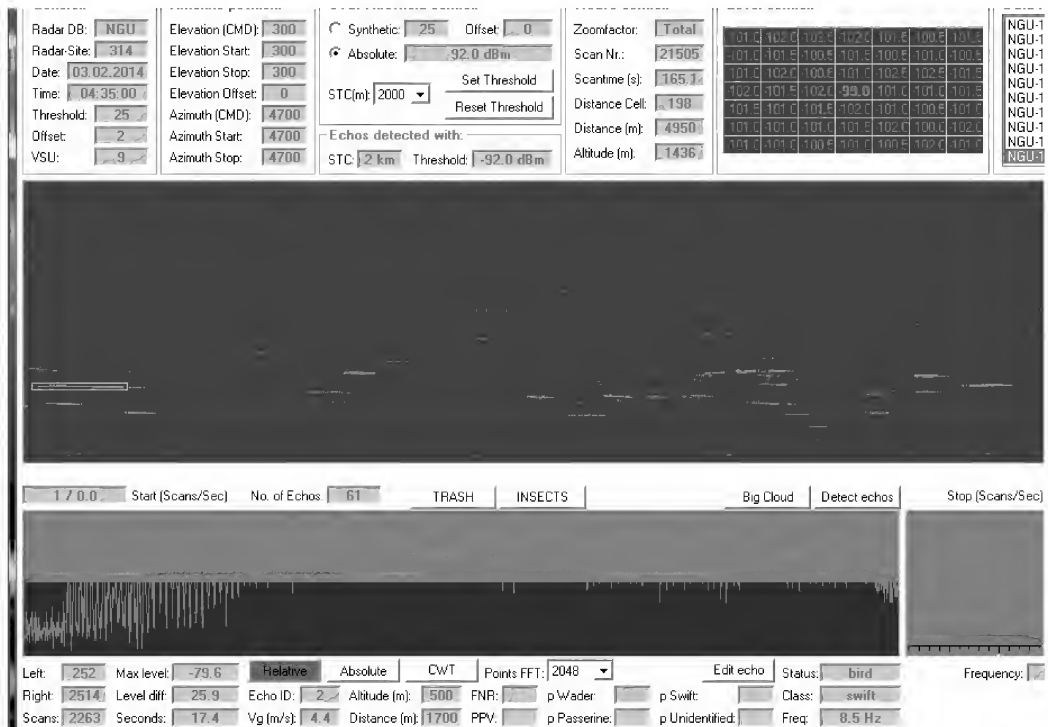 Radar DB: NGU
Radar-Site: 314
Date: 03.02.2014
Time: 04:35:00
Threshold: 25
Offset: 2
VSU: 9
Elevation (CMD): 300
Elevation Start: 300
Elevation Stop: 300
Elevation Offset: 0
Azimuth (CMD): 4700
Azimuth Start: 4700
Azimuth Stop: 4700
Synthetic: 25 Offset: 0
Absolute: -92.0 dBm
STC(m): 2000 Set Threshold
Reset Threshold
Echos detected with:
STC: 2 km Threshold: -92.0 dBm
Zoomfactor: Total
Scan Nr.: 21505
Scantime (s): 165.1
Distance Cell: 198
Distance (m): 4950
Altitude (m): 1436
-99.0
NGU-1
NGU-1
NGU-1
NGU-1
NGU-1
NGU-1
NGU-1
NGU-1
NGU-1
NGU-1
1 / 0.0 Start (Scans/Sec) No. of Echos: 61 TRASH INSECTS Big Cloud Detect echos Stop (Scans/Sec)
Left: 252 Max level: -79.6 Relative Absolute CWT Points FFT: 2048 Edit echo Status: bird Frequency:
Right: 2514 Level diff: 25.9 Echo ID: 2 Altitude (m): 500 FNR: p Wader: p Swift: Class: swift
Scans: 2263 Seconds: 17.4 Vg (m/s): 4.4 Distance (m): 1700 PPV: p Passerine: p Unidentified: Freq: 8.5 Hz